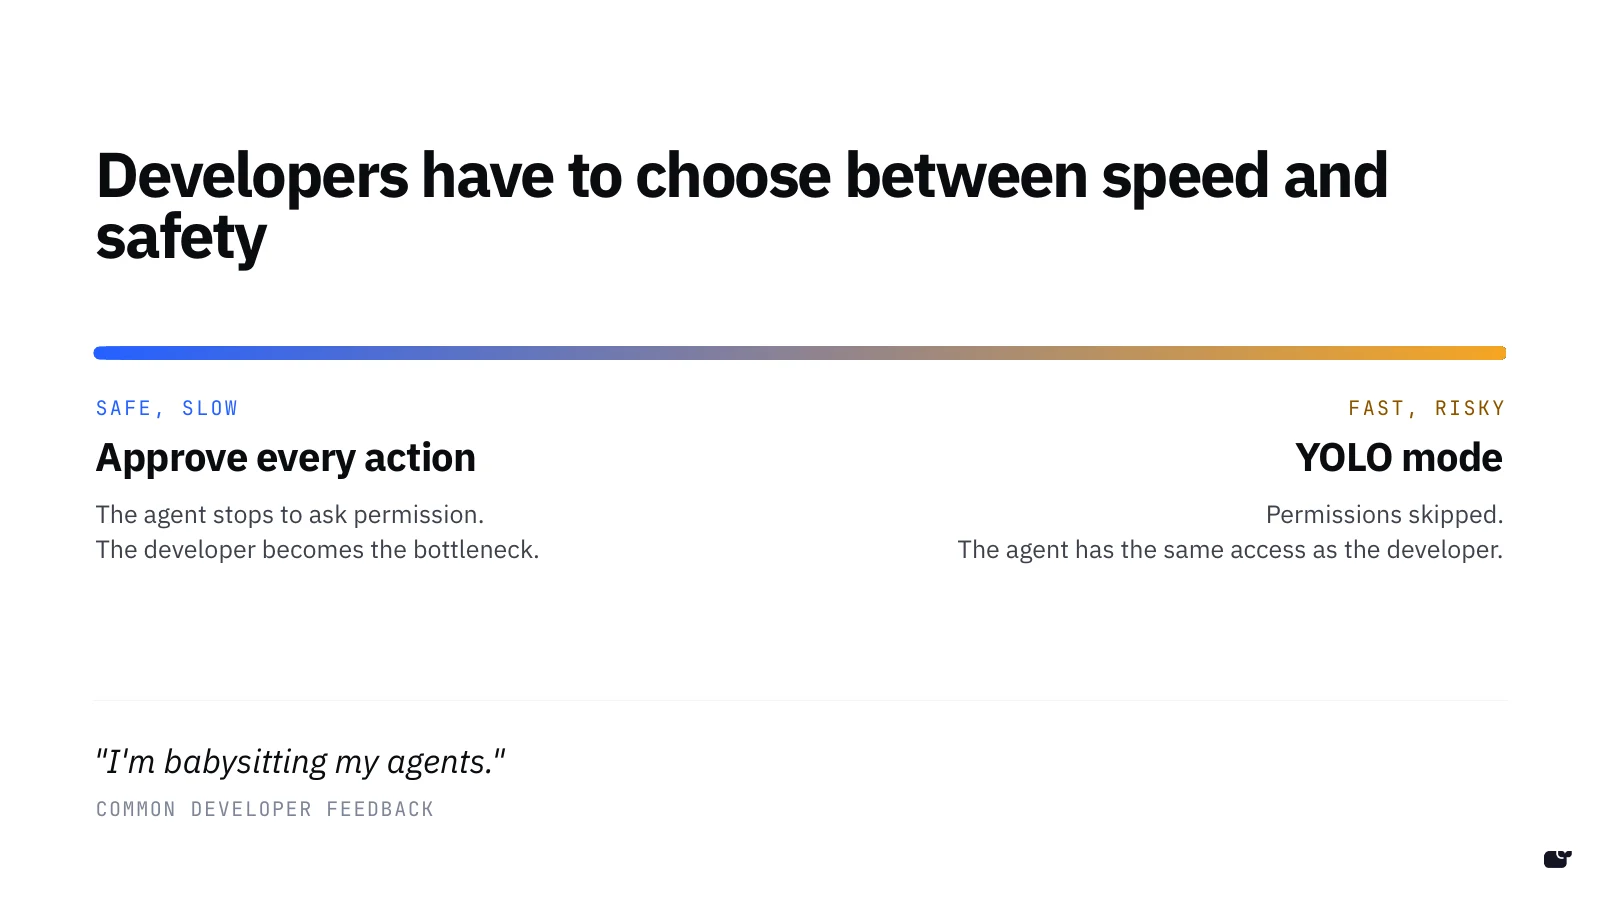 Developers have to choose between speed and
safety
SAFE, SLOW
Approve every action
The agent stops to ask permission.
The developer becomes the bottleneck.
FAST, RISKY
YOLO mode
Permissions skipped.
The agent has the same access as the developer.
"I'm babysitting my agents."
COMMON DEVELOPER FEEDBACK